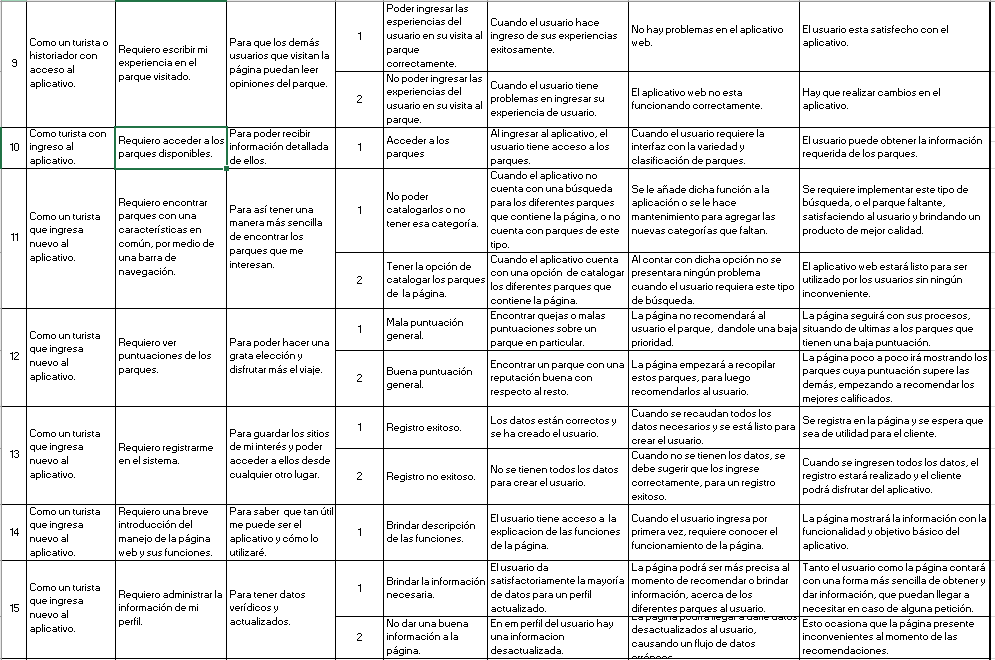 9
Como un turista o
historiador con
acceso al
aplicativo.
Requiero escribir mi
experiencia en el
parque visitado.
Para que los demás
usuarios que visitan la
página puedan leer
opiniones del parque.
1
Poder ingresar las
esperiencias del
usuario en su visita al
parque
correctamente.
Cuando el usuario hace
ingreso de sus experiencias
exitosamente.
No hay problemas en el aplicativo
web.
El usuario esta satisfecho con el
aplicativo.
2
No poder ingresar las
experiencias del
usuario en su visita al
parque.
Cuando el usuario tiene
problemas en ingresar su
experiencia de usuario.
El aplicativo web no esta
funcionando correctamente.
Hay que realizar cambios en el
aplicativo.
10
Como turista con
ingreso al
aplicativo.
Requiero acceder a los
parques disponibles.
Para poder recibir
información detallada
de ellos.
1
Acceder a los
parques
Al ingresar al aplicativo, el
usuario tiene acceso a los
parques.
Cuando el usuario requiere la
interfaz con la variedad y
clasificación de parques.
El usuario puede obtener la información
requerida de los parques.
11
Como un turista
que ingresa
nuevo al
aplicativo.
Requiero encontrar
parques con una
características en
común, por medio de
una barra de
navegación.
Para así tener una
manera más sencilla
de encontrar los
parques que me
interesan.
1
No poder
catalogarlos o no
tener esa categoría.
Cuando el aplicativo no
cuenta con una búsqueda
para los diferentes parques
que contiene la página, o no
cuenta con parques de este
tipo.
Se le añade dicha función a la
aplicación o se le hace
mantenimiento para agregar las
nuevas categorías que faltan.
Se requiere implementar este tipo de
búsqueda, o el parque faltante,
satisfaciendo al usuario y brindando un
producto de mejor calidad.
2
Tener la opción de
catalogar los parques
de la página.
Cuando el aplicativo cuenta
con una opción de catalogar
los diferentes parques que
contiene la página.
Al contar con dicha opción no se
presentara ningún problema
cuando el usuario requiera este tipo
de búsqueda.
El aplicativo web estará listo para ser
utilizado por los usuarios sin ningún
inconveniente.
12
Como un turista
que ingresa
nuevo al
aplicativo.
Requiero ver
puntuaciones de los
parques.
Para poder hacer una
grata elección y
disfrutar más el viaje.
1
Mala puntuación
general.
Encontrar quejas o malas
puntuaciones sobre un
parque en particular.
La página no recomendará al
usuario el parque, dandole una baja
prioridad.
La página seguirá con sus procesos,
situando de ultimas a los parques que
tienen una baja puntuación.
2
Buena puntuación
general.
Encontrar un parque con una
reputación buena con
respecto al resto.
La página empezará a recopilar
estos parques, para luego
recomendarlos al usuario.
La página poco a poco irá mostrando los
parques cuya puntuación supere las
demás, empezando a recomendar los
mejores calificados.
13
Como un turista
que ingresa
nuevo al
aplicativo.
Requiero registrarme
en el sistema.
Para guardar los sitios
de mi interés y poder
acceder a ellos desde
cualquier otro lugar.
1
Registro exitoso.
Los datos están correctos y
se ha creado el usuario.
Cuando se recaudan todos los
datos necesarios y se está listo para
crear el usuario.
Se registra en la página y se espera que
sea de utilidad para el cliente.
2
Registro no exitoso.
No se tienen todos los datos
para crear el usuario.
Cuando no se tienen los datos, se
debe sugerir que los ingrese
correctamente, para un registro
exitoso.
Cuando se ingresen todos los datos, el
registro estará realizado y el cliente
podrá disfrutar del aplicativo.
14
Como un turista
que ingresa
nuevo al
aplicativo.
Requiero una breve
introducción del
manejo de la página
web y sus funciones.
Para saber que tan útil
me puede ser el
aplicativo y cómo lo
utilizaré.
1
Brindar descripción
de las funciones.
El usuario tiene acceso a la
explicacion de las funciones
de la página.
Cuando el usuario ingresa por
primera vez, requiere conocer el
funcionamiento de la página.
La página mostrará la información con la
funcionalidad y objetivo básico del
aplicativo.
15
Como un turista
que ingresa
nuevo al
aplicativo.
Requiero administrar la
información de mi
perfil.
Para tener datos
verídicos y
actualizados.
1
Brindar la información
necesaria.
El usuario da
satisfactoriamente la mayoría
de datos para un perfil
actualizado.
La página podrá ser más precisa al
momento de recomendar o brindar
información, acerca de los
diferentes parques al usuario.
Tanto el usuario como la página contará
con una forma más sencilla de obtener y
dar información, que puedan llegar a
necesitar en caso de alguna petición.
2
No dar una buena
información a la
página.
En em perfil del usuario hay
una informacion
desactualizada.
La página podría llegar a darle datos
desactualizados al usuario,
causando un flujo de datos
erróneos.
Esto ocasiona que la página presente
inconvenientes al momento de las
recomendaciones.